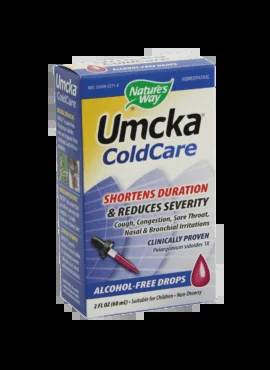 HOMEOPATHIC
Nature's
Way
Umcka®
ColdCare
SHORTENS DURATION
& REDUCES SEVERITY
Cough, Congestion, Sore Throat,
Nasal & Bronchial Irritations
CLINICALLY PROVEN
Pelargonium sidoides 1X
ALCOHOL-FREE DROPS
2 FL OZ (60 mL) • Suitable for Children • Non-Drowsy
Umcka
ColdCare